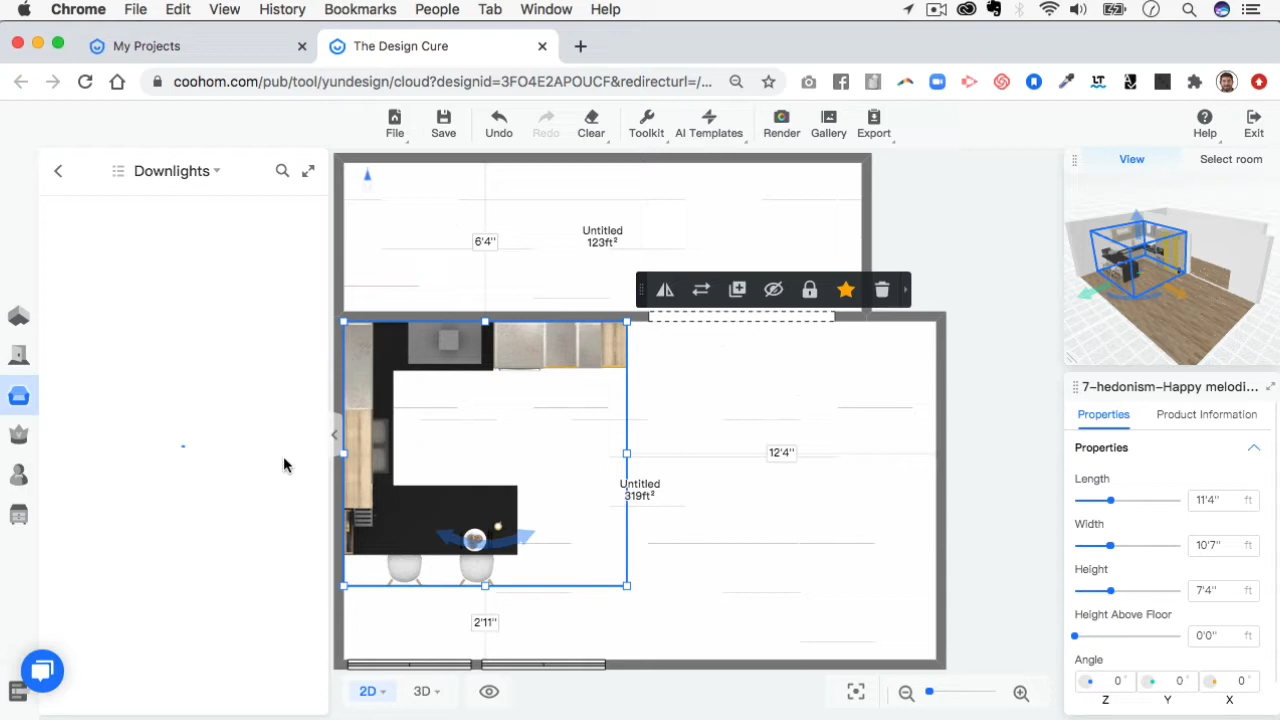 Chrome File Edit View History Bookmarks People Tab Window Help
My Projects
The Design Cure
coohom.com/pub/tool/yundesign/cloud?designid=3FO4E2APOUCF&redirecturl=/...
File
Save
Undo
Redo
Clear
Toolkit
AI Templates
Render
Gallery
Export
Help
Exit
Downlights
View
Select room
6'4''
Untitled
123ft²
12'4''
Untitled
319ft²
2'11''
7-hedonism-Happy melodi...
Properties
Product Information
Properties
Length
11'4'' ft
Width
10'7'' ft
Height
7'4'' ft
Height Above Floor
0'0'' ft
Angle
0° 0° 0°
Z Y X
2D
3D